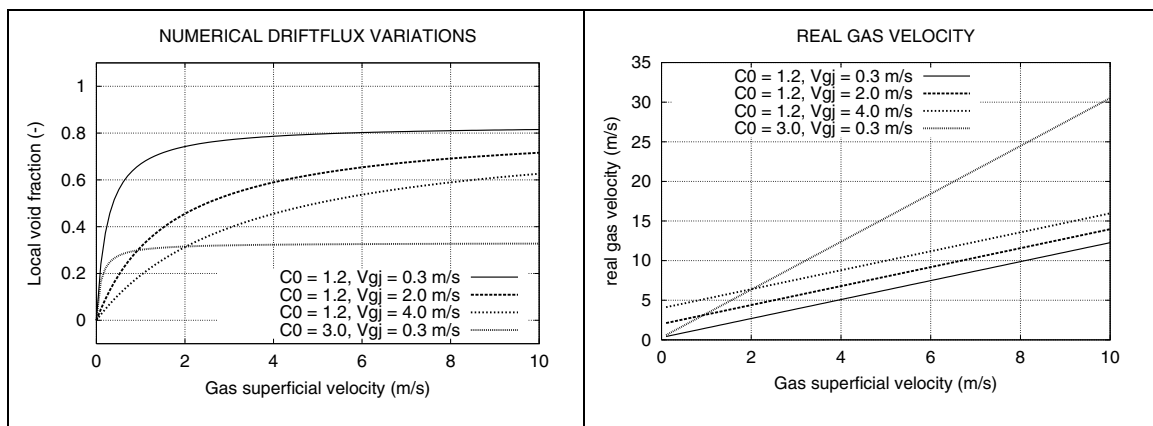 NUMERICAL DRIFTFLUX VARIATIONS
Local void fraction (-)
1
0.8
0.6
0.4
0.2
0
C0 = 1.2, Vgj = 0.3 m/s
C0 = 1.2, Vgj = 2.0 m/s
C0 = 1.2, Vgj = 4.0 m/s
C0 = 3.0, Vgj = 0.3 m/s
0 2 4 6 8 10
Gas superficial velocity (m/s)
REAL GAS VELOCITY
real gas velocity (m/s)
35
30
25
20
15
10
5
0
C0 = 1.2, Vgj = 0.3 m/s
C0 = 1.2, Vgj = 2.0 m/s
C0 = 1.2, Vgj = 4.0 m/s
C0 = 3.0, Vgj = 0.3 m/s
0 2 4 6 8 10
Gas superficial velocity (m/s)